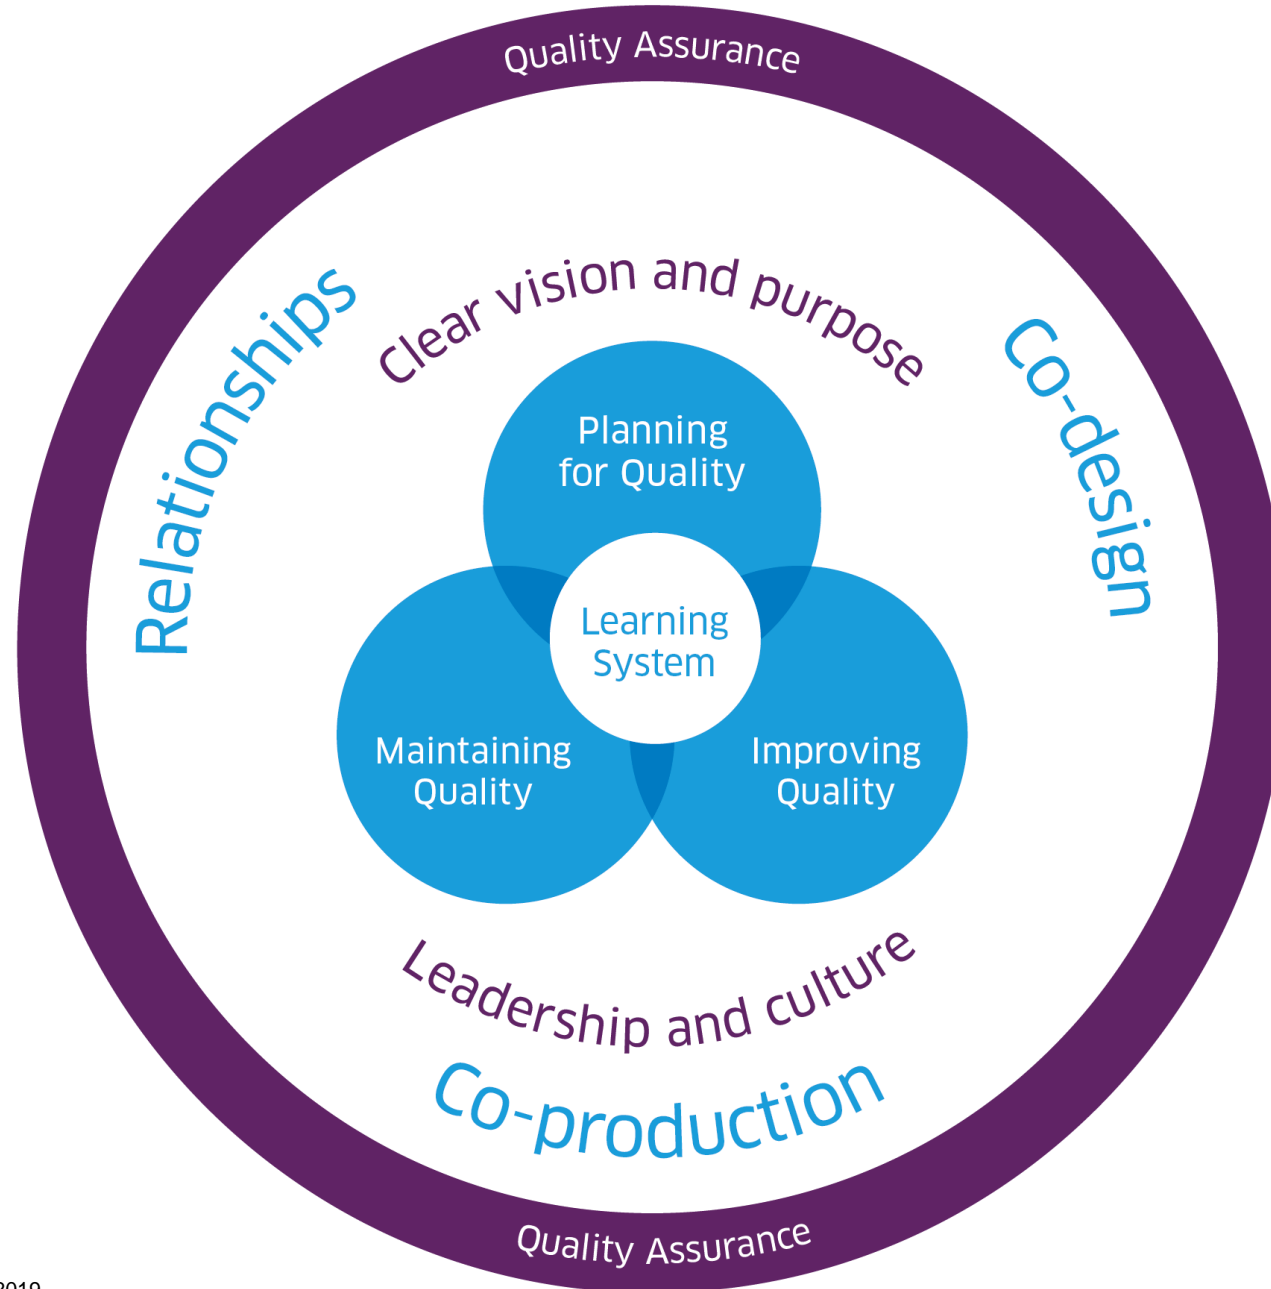 Quality Assurance
Relationships
Clear vision and purpose
Co-design
Planning
for Quality
Learning
System
Maintaining
Quality
Improving
Quality
Leadership and culture
Co-production
Quality Assurance
2019